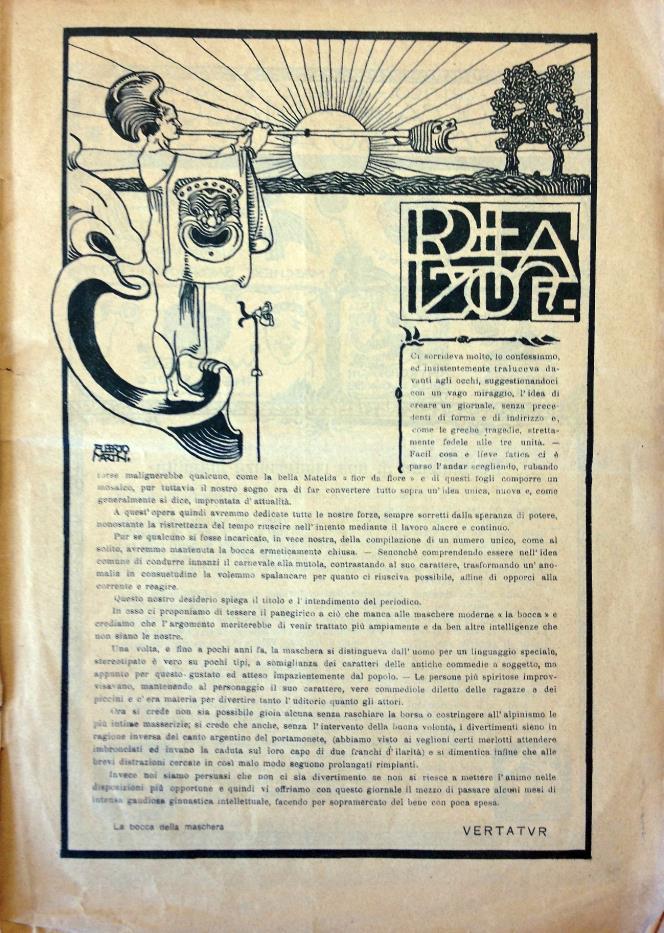 PREFA
ZIONE
ALBERTO
MARTINI.
Ci sorrideva molto, lo confessiamo,
ed insistentemente traluceva da-
vanti agli occhi, suggestionandoci
con un vago miraggio, l'idea di
creare un giornale, senza prece-
denti di forma e di indirizzo e,
come le greche tragedie, stretta-
mente fedele alle tre unità. —
Facil cosa e lieve fatica ci è
parso l'andar scegliendo, rubando
forse malignerebbe qualcuno, come la bella Matelda « fior da fiore » e di questi fogli comporre un
mosaico, pur tuttavia il nostro sogno era di far convertere tutto sopra un'idea unica, nuova e, come
generalmente si dice, improntata d'attualità.
A quest'opera quindi avremmo dedicate tutte le nostre forze, sempre sorretti dalla speranza di potere,
nonostante la ristrettezza del tempo riuscire nell'intento mediante il lavoro alacre e continuo.
Pur se qualcuno si fosse incaricato, in vece nostra, della compilazione di un numero unico, come al
solito, avremmo mantenuta la bocca ermeticamente chiusa. — Senonchè comprendendo essere nell'idea
comune di condurre innanzi il carnevale alla mutola, contrastando al suo carattere, trasformando un'ano-
malia in consuetudine la volemmo spalancare per quanto ci riusciva possibile, affine di opporci alla
corrente e reagire.
Questo nostro desiderio spiega il titolo e l'intendimento del periodico.
In esso ci proponiamo di tessere il panegirico a ciò che manca alle maschere moderne « la bocca » e
crediamo che l'argomento meriterebbe di venir trattato più ampiamente e da ben altre intelligenze che
non siano le nostre.
Una volta, e fino a pochi anni fa, la maschera si distingueva dall'uomo per un linguaggio speciale,
stereotipato è vero su pochi tipi, a somiglianza dei caratteri delle antiche commedie a soggetto, ma
appunto per questo gustato ed atteso impazientemente dal popolo. — Le persone più spiritose improv-
visavano, mantenendo al personaggio il suo carattere, vere commediole diletto delle ragazze e dei
piccini e c'era materia per divertire tanto l'uditorio quanto gli attori.
Ora si crede non sia possibile gioia alcuna senza raschiare la borsa o costringere all'alpinismo le
più intime masserizie; si crede che anche, senza l'intervento della buona volontà, i divertimenti sieno in
ragione inversa del canto argentino del portamonete, (abbiamo visto ai veglioni certi merlotti attendere
imbronciati ed invano la caduta sul loro capo di due franchi d'ilarità) e si dimentica infine che alle
brevi distrazioni cercate in così malo modo seguono prolungati rimpianti.
Invece noi siamo persuasi che non ci sia divertimento se non si riesce a mettere l'animo nelle
disposizioni più opportune e quindi vi offriamo con questo giornale il mezzo di passare alcuni mesi di
intensa gaudiosa ginnastica intellettuale, facendo per sopramercato del bene con poca spesa.
La bocca della maschera
VERTATVR